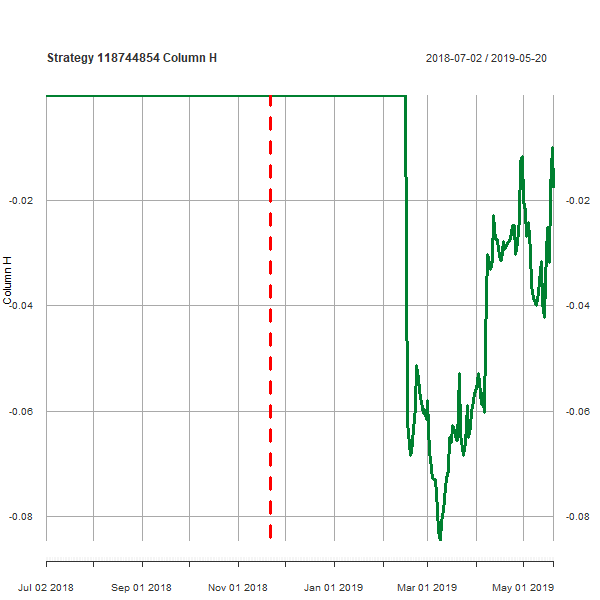 Strategy 118744854 Column H
2018-07-02 / 2019-05-20
-0.02
-0.04
-0.06
-0.08
Column H
-0.02
-0.04
-0.06
-0.08
Jul 02 2018
Sep 01 2018
Nov 01 2018
Jan 01 2019
Mar 01 2019
May 01 2019